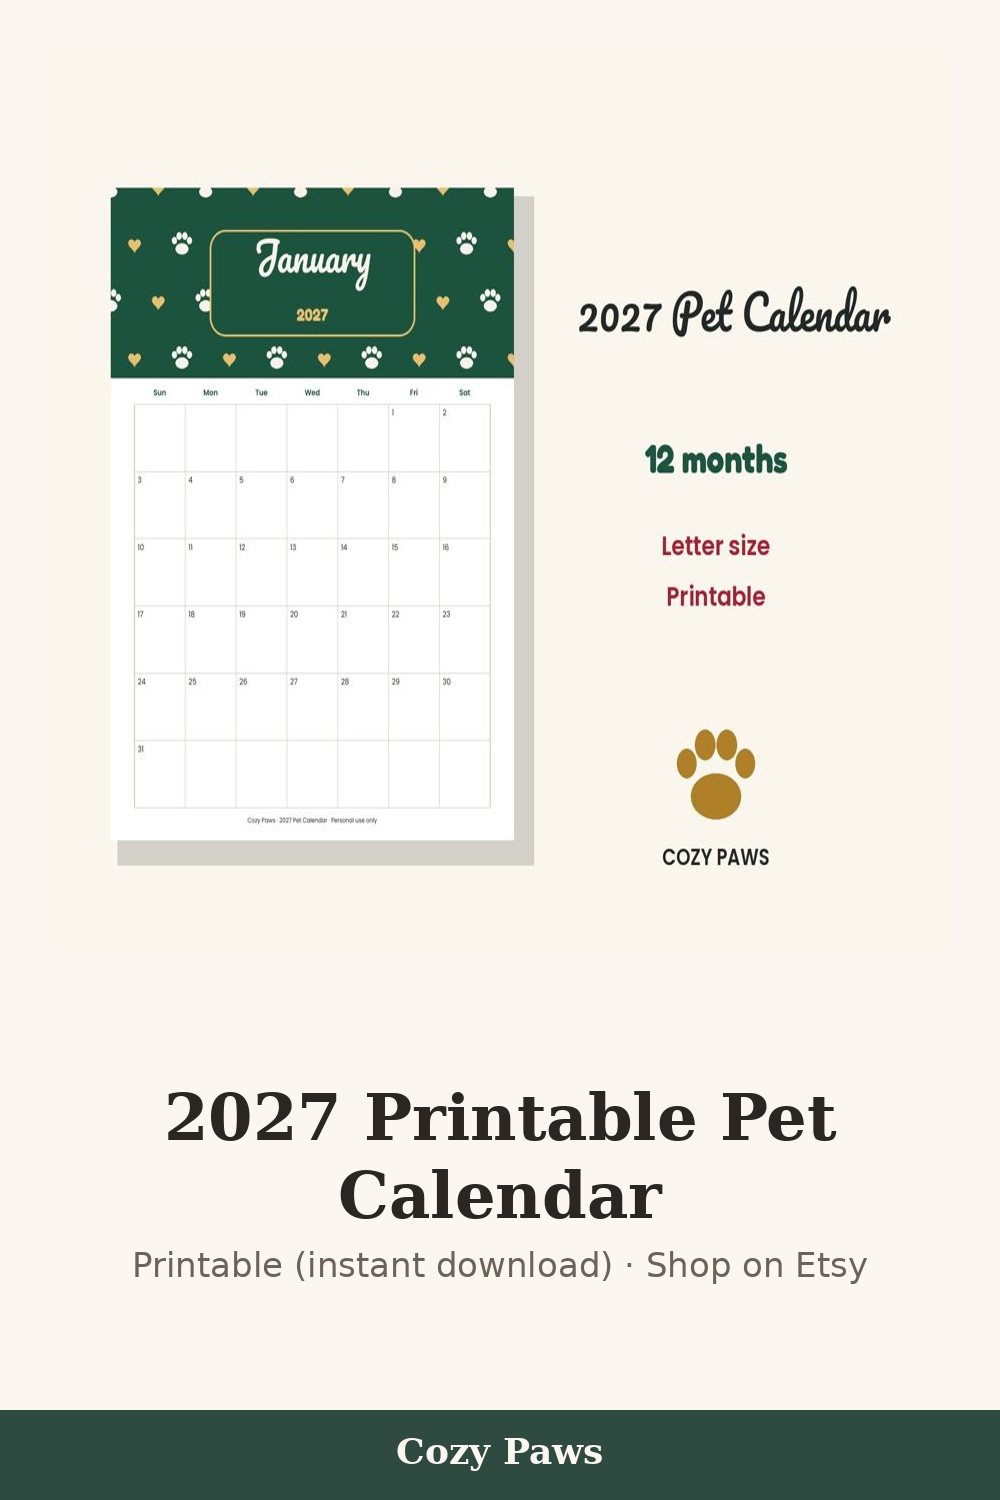 January
2027
Sun Mon Tue Wed Thu Fri Sat
1 2
3 4 5 6 7 8 9
10 11 12 13 14 15 16
17 18 19 20 21 22 23
24 25 26 27 28 29 30
31
Cozy Paws · 2027 Pet Calendar · Personal use only
2027 Pet Calendar
12 months
Letter size
Printable
COZY PAWS
2027 Printable Pet
Calendar
Printable (instant download) · Shop on Etsy
Cozy Paws